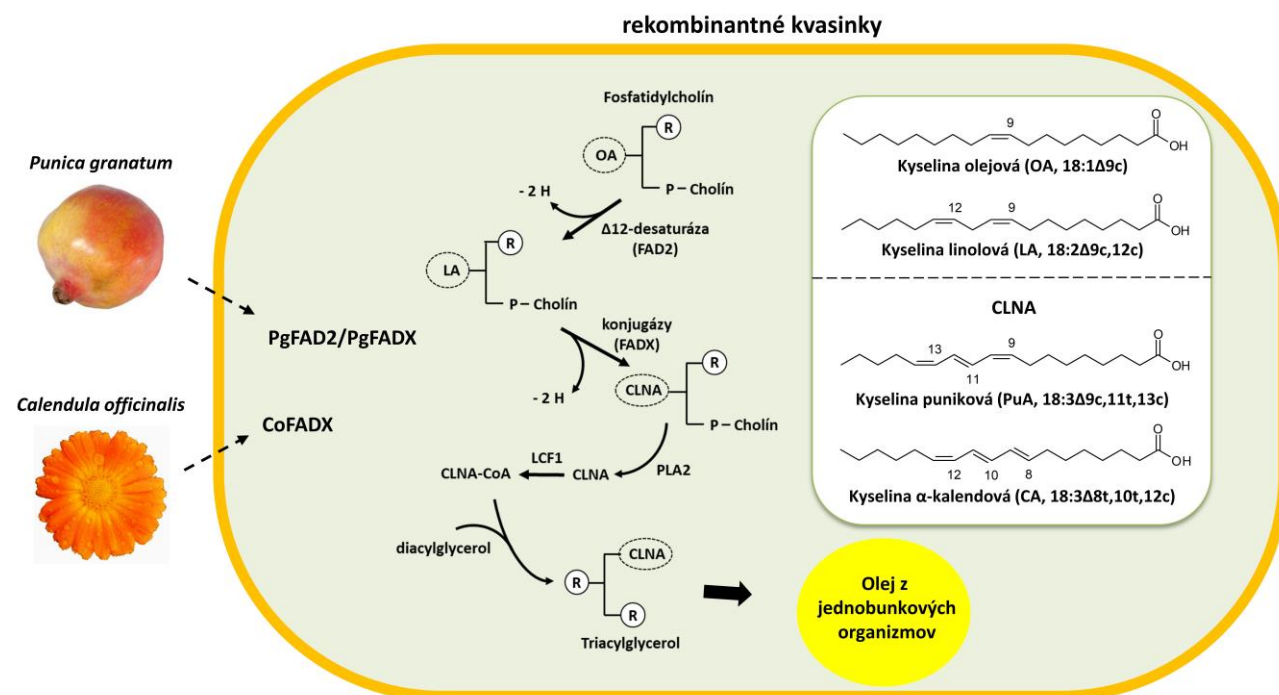 rekombinantné kvasinky
Punica granatum
Calendula officinalis
PgFAD2/PgFADX
CoFADX
Fosfatidylcholín
R
OA
P – Cholín
- 2 H
Δ12-desaturáza
(FAD2)
R
LA
P – Cholín
konjugázy
(FADX)
- 2 H
R
CLNA
P – Cholín
PLA2
CLNA
LCF1
CLNA-CoA
diacylglycerol
CLNA
R
R
Triacylglycerol
Olej z
jednobunkových
organizmov
9
O
OH
Kyselina olejová (OA, 18:1Δ9c)
12
9
O
OH
Kyselina linolová (LA, 18:2Δ9c,12c)
CLNA
13
9
11
O
OH
Kyselina puniková (PuA, 18:3Δ9c,11t,13c)
O
OH
12
10
8
Kyselina α-kalendová (CA, 18:3Δ8t,10t,12c)